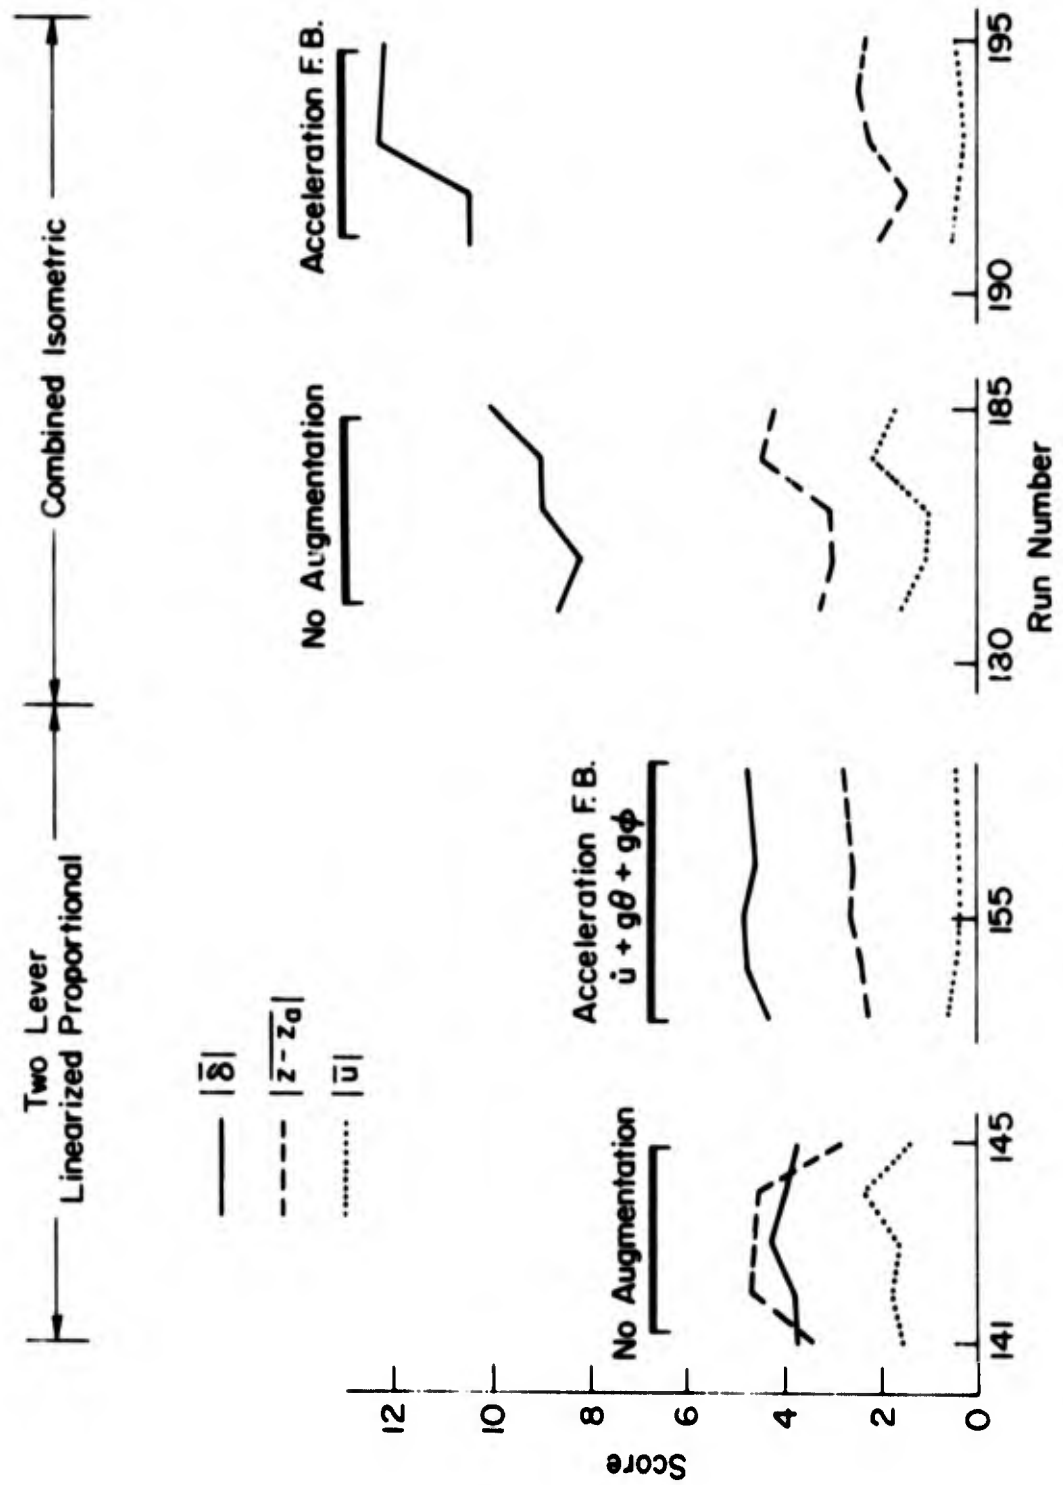 Two Lever
Linearized Proportional
Combined Isometric
|δ̅|
|z̅ - z̅ₐ|
|u̅|
No Augmentation
Acceleration F.B.
u̇ + gθ + gϕ
No Augmentation
Acceleration F.B.
Score
12
10
8
6
4
2
0
141
145
155
180
185
190
195
Run Number